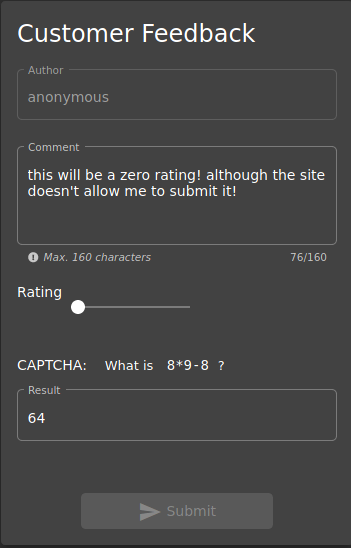 Customer Feedback
Author
anonymous
Comment
this will be a zero rating! although the site
doesn't allow me to submit it!
Max. 160 characters 76/160
Rating
CAPTCHA: What is 8*9-8 ?
Result
64
Submit